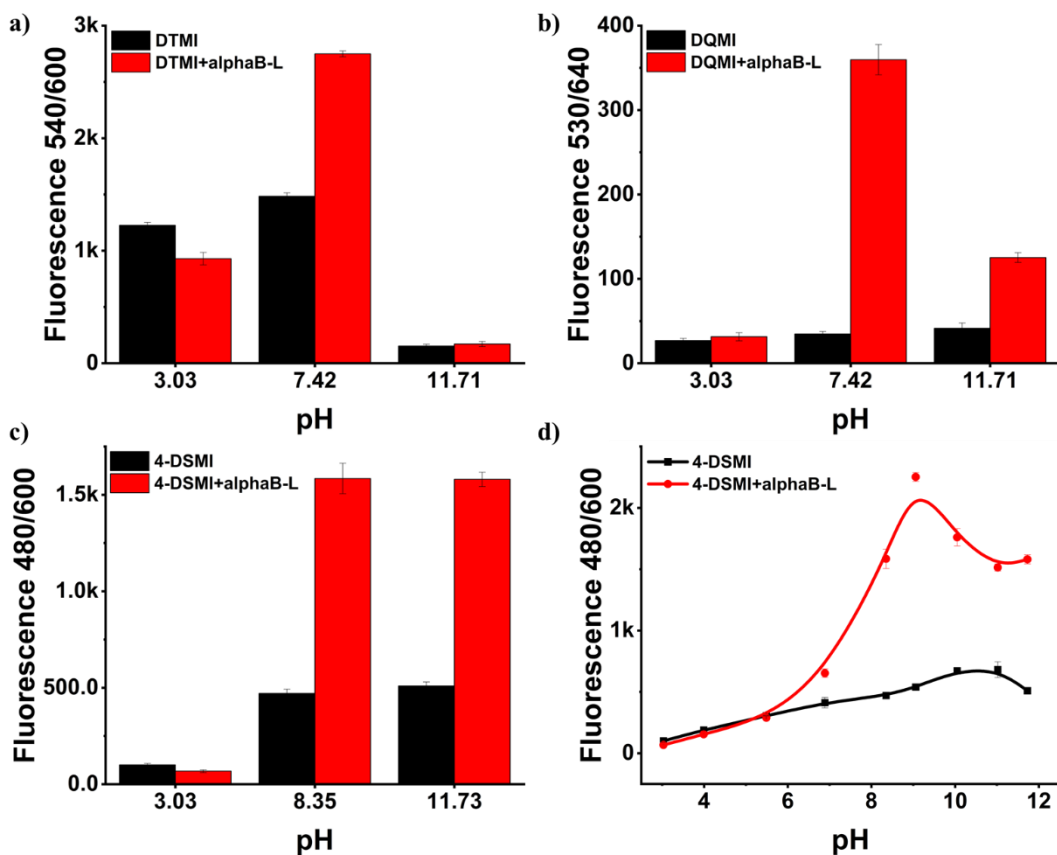 a)
DTMI
DTMI+alphaB-L
Fluorescence 540/600
3k
2k
1k
0
3.03 7.42 11.71
pH
b)
DQMI
DQMI+alphaB-L
Fluorescence 530/640
400
300
200
100
0
3.03 7.42 11.71
pH
c)
4-DSMI
4-DSMI+alphaB-L
Fluorescence 480/600
1.5k
1.0k
500.0
0.0
3.03 8.35 11.73
pH
d)
4-DSMI
4-DSMI+alphaB-L
Fluorescence 480/600
2k
1k
0
4 6 8 10 12
pH